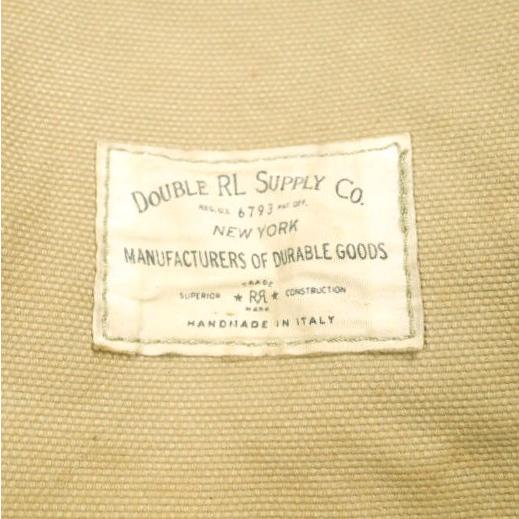 DOUBLE RL SUPPLY CO.
REG. U.S. 6793 PAT. OFF.
NEW YORK
MANUFACTURERS OF DURABLE GOODS
TRADE
SUPERIOR ★ RR ★ CONSTRUCTION
MARK
HANDMADE IN ITALY